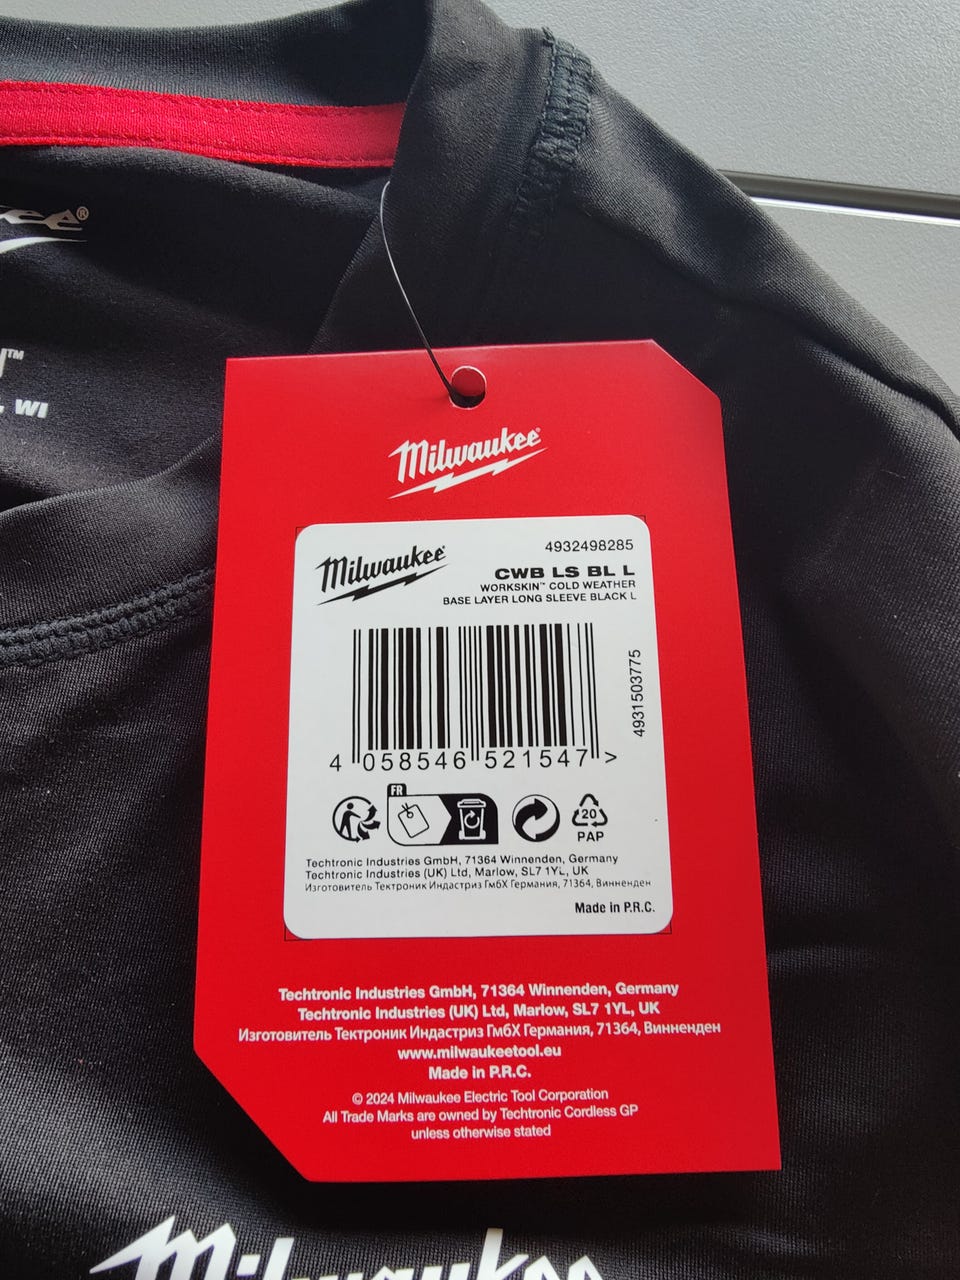 ®
™
, WI
Milwaukee®
Milwaukee®
4932498285
CWB LS BL L
WORKSKIN™ COLD WEATHER
BASE LAYER LONG SLEEVE BLACK L
4931503775
4 058546 521547 >
FR
20
PAP
Techtronic Industries GmbH, 71364 Winnenden, Germany
Techtronic Industries (UK) Ltd, Marlow, SL7 1YL, UK
Изготовитель Тектроник Индастриз ГмбХ Германия, 71364, Винненден
Made in P.R.C.
Techtronic Industries GmbH, 71364 Winnenden, Germany
Techtronic Industries (UK) Ltd, Marlow, SL7 1YL, UK
Изготовитель Тектроник Индастриз ГмбХ Германия, 71364, Винненден
www.milwaukeetool.eu
Made in P.R.C.
© 2024 Milwaukee Electric Tool Corporation
All Trade Marks are owned by Techtronic Cordless GP
unless otherwise stated
Milwaukee